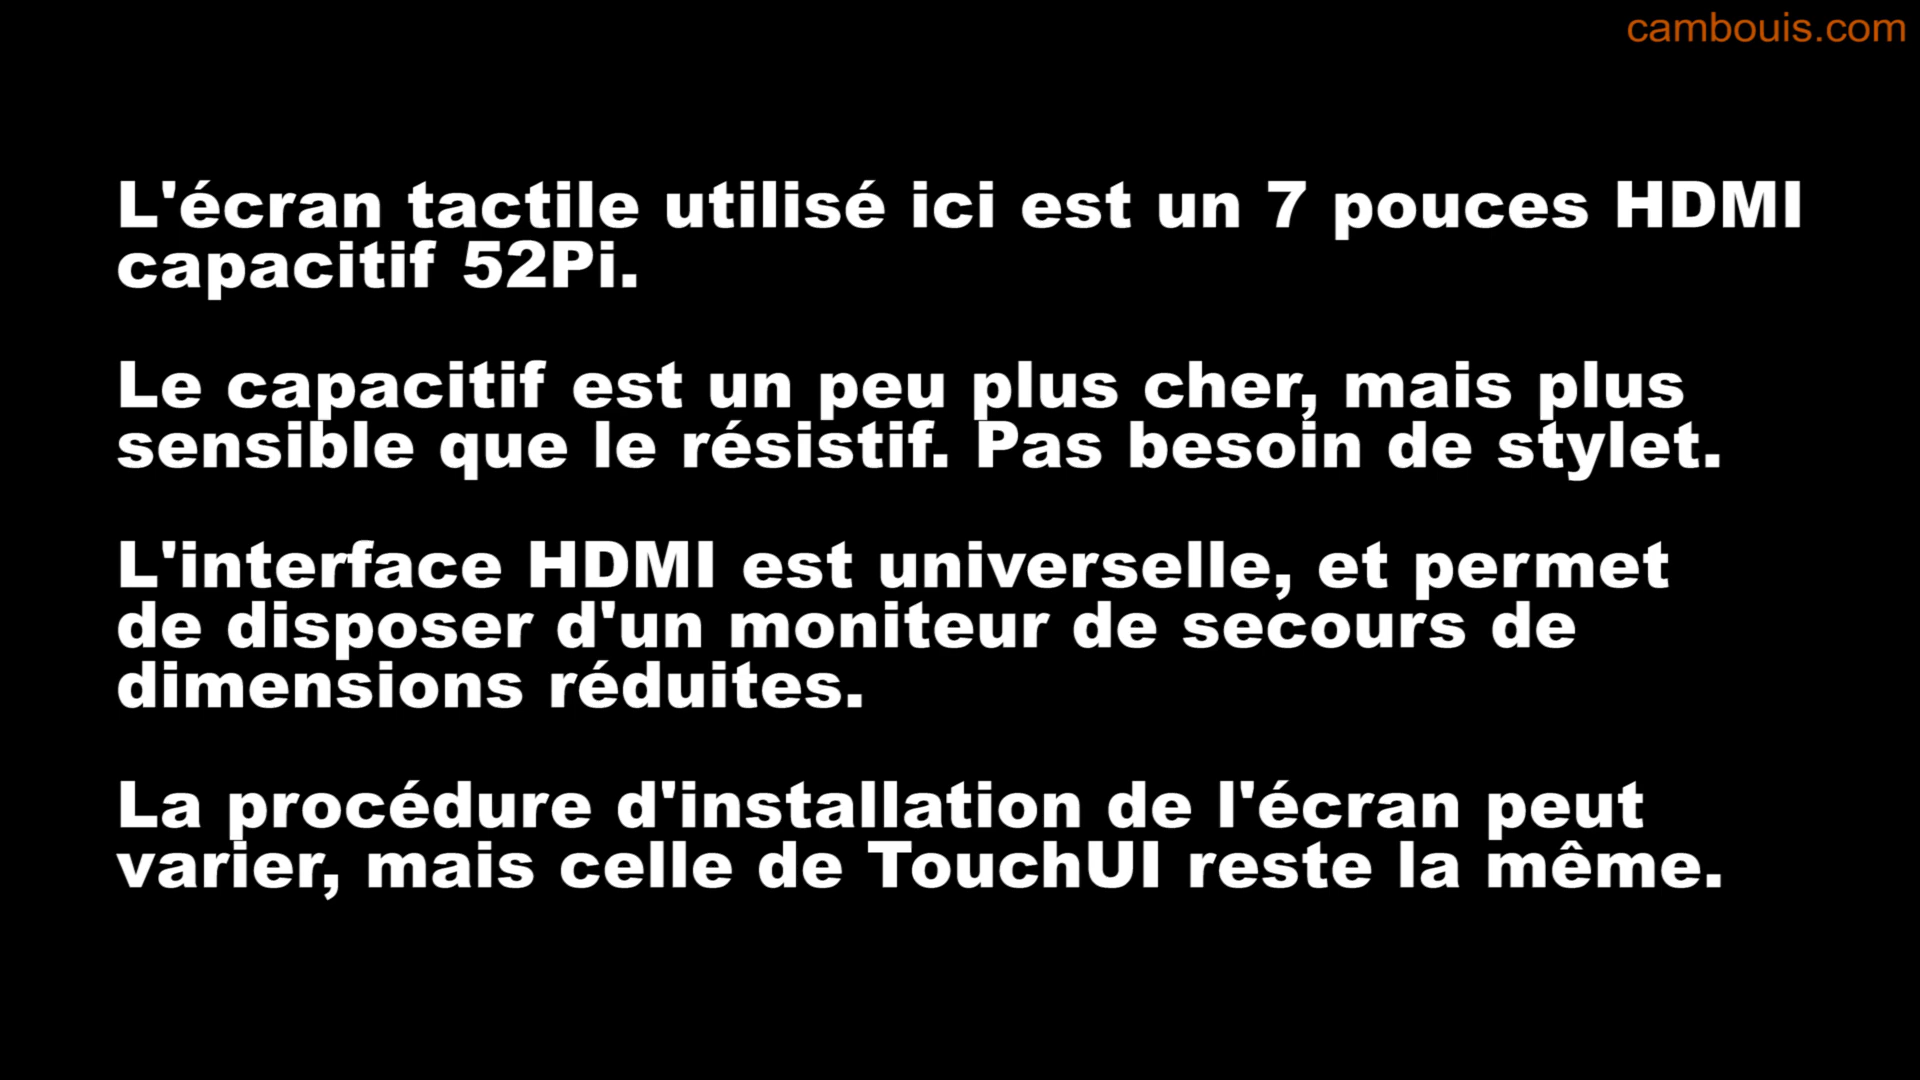 cambouis.com
L'écran tactile utilisé ici est un 7 pouces HDMI
capacitif 52Pi.
Le capacitif est un peu plus cher, mais plus
sensible que le résistif. Pas besoin de stylet.
L'interface HDMI est universelle, et permet
de disposer d'un moniteur de secours de
dimensions réduites.
La procédure d'installation de l'écran peut
varier, mais celle de TouchUI reste la même.